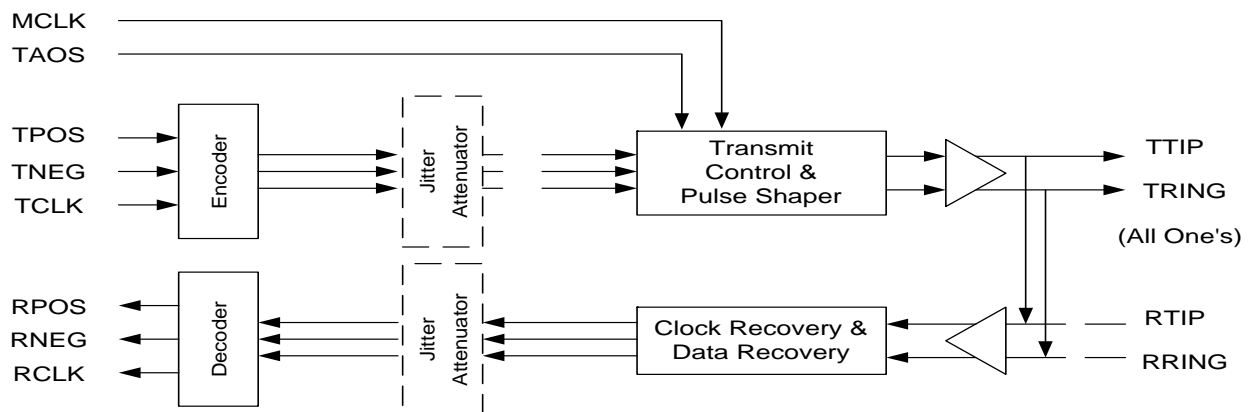 MCLK
TAOS
TPOS
TNEG
TCLK
Encoder
Jitter
Attenuator
Transmit
Control &
Pulse Shaper
TTIP
TRING
(All One's)
RPOS
RNEG
RCLK
Decoder
Jitter
Attenuator
Clock Recovery &
Data Recovery
RTIP
RRING